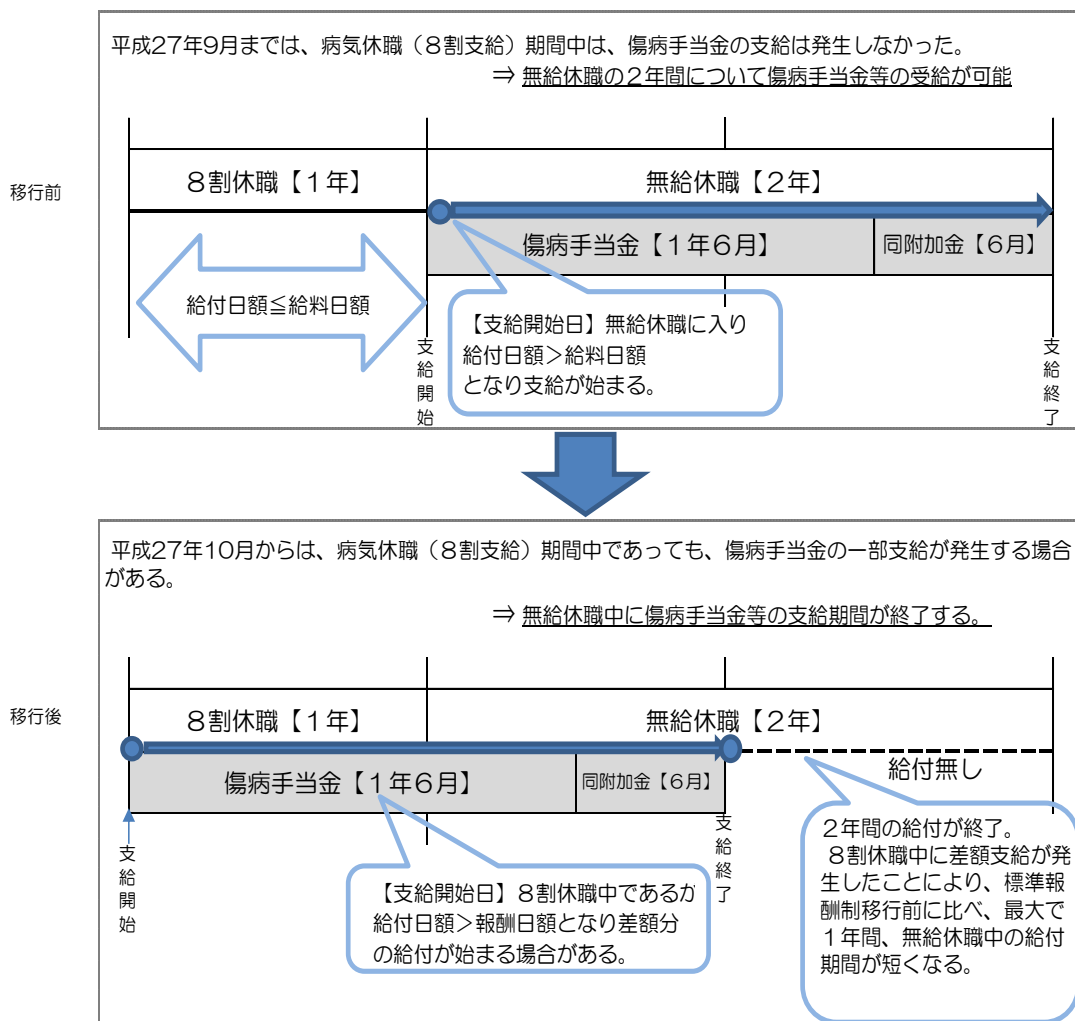 平成27年9月までは、病気休職（８割支給）期間中は、傷病手当金の支給は発生しなかった。
⇒ 無給休職の２年間について傷病手当金等の受給が可能
移行前
８割休職【１年】
無給休職【２年】
傷病手当金【１年６月】
同附加金【６月】
給付日額≦給料日額
【支給開始日】無給休職に入り
給付日額＞給料日額
となり支給が始まる。
支給開始
支給終了
平成27年10月からは、病気休職（８割支給）期間中であっても、傷病手当金の一部支給が発生する場合
がある。
⇒ 無給休職中に傷病手当金等の支給期間が終了する。
移行後
８割休職【１年】
無給休職【２年】
傷病手当金【１年６月】
同附加金【６月】
給付無し
支給開始
支給終了
【支給開始日】８割休職中であるが
給付日額＞報酬日額となり差額分
の給付が始まる場合がある。
２年間の給付が終了。
８割休職中に差額支給が発
生したことにより、標準報
酬制移行前に比べ、最大で
１年間、無給休職中の給付
期間が短くなる。